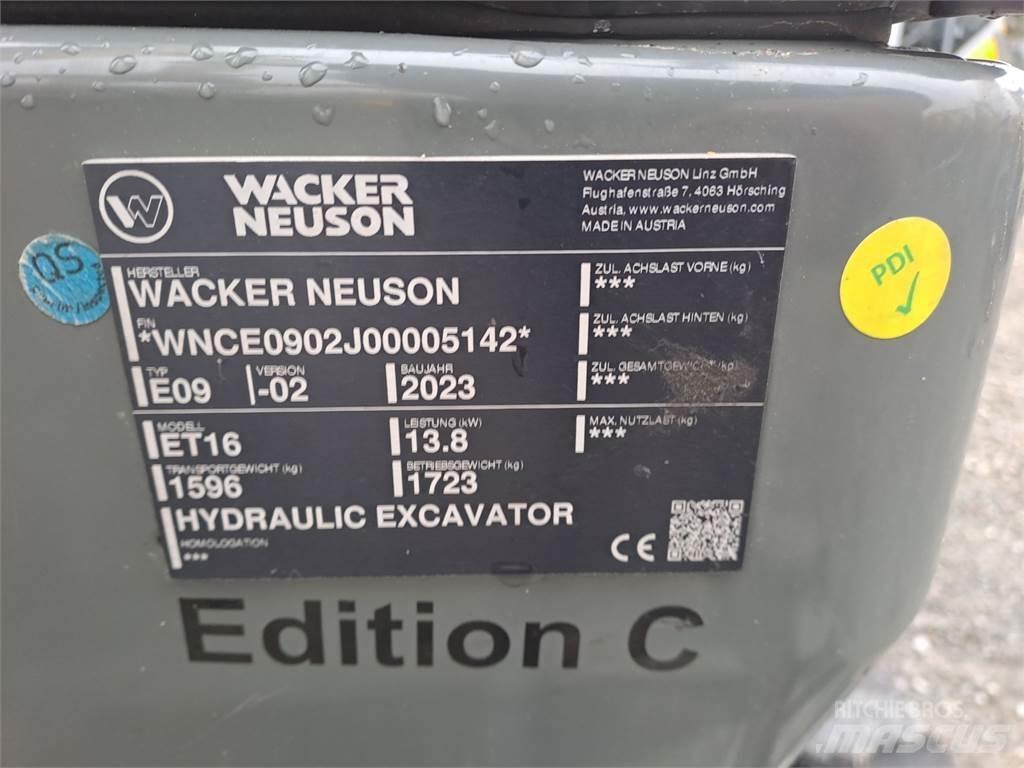 WACKER
NEUSON
WACKER NEUSON Linz GmbH
Flughafenstraße 7, 4063 Hörsching
Austria, www.wackerneuson.com
MADE IN AUSTRIA
HERSTELLER
WACKER NEUSON
FIN
*WNCE0902J00005142*
TYP VERSION BAUJAHR
E09 -02 2023
ZUL. ACHSLAST VORNE (kg)
***
ZUL. ACHSLAST HINTEN (kg)
***
ZUL. GESAMTGEWICHT (kg)
***
MODELL LEISTUNG (kW)
ET16 13.8
MAX. NUTZLAST (kg)
***
TRANSPORTGEWICHT (kg) BETRIEBSGEWICHT (kg)
1596 1723
HYDRAULIC EXCAVATOR
HOMOLOGATION
***
CE
Edition C
QS
PDI
RITCHIE BROS.
MASCUS